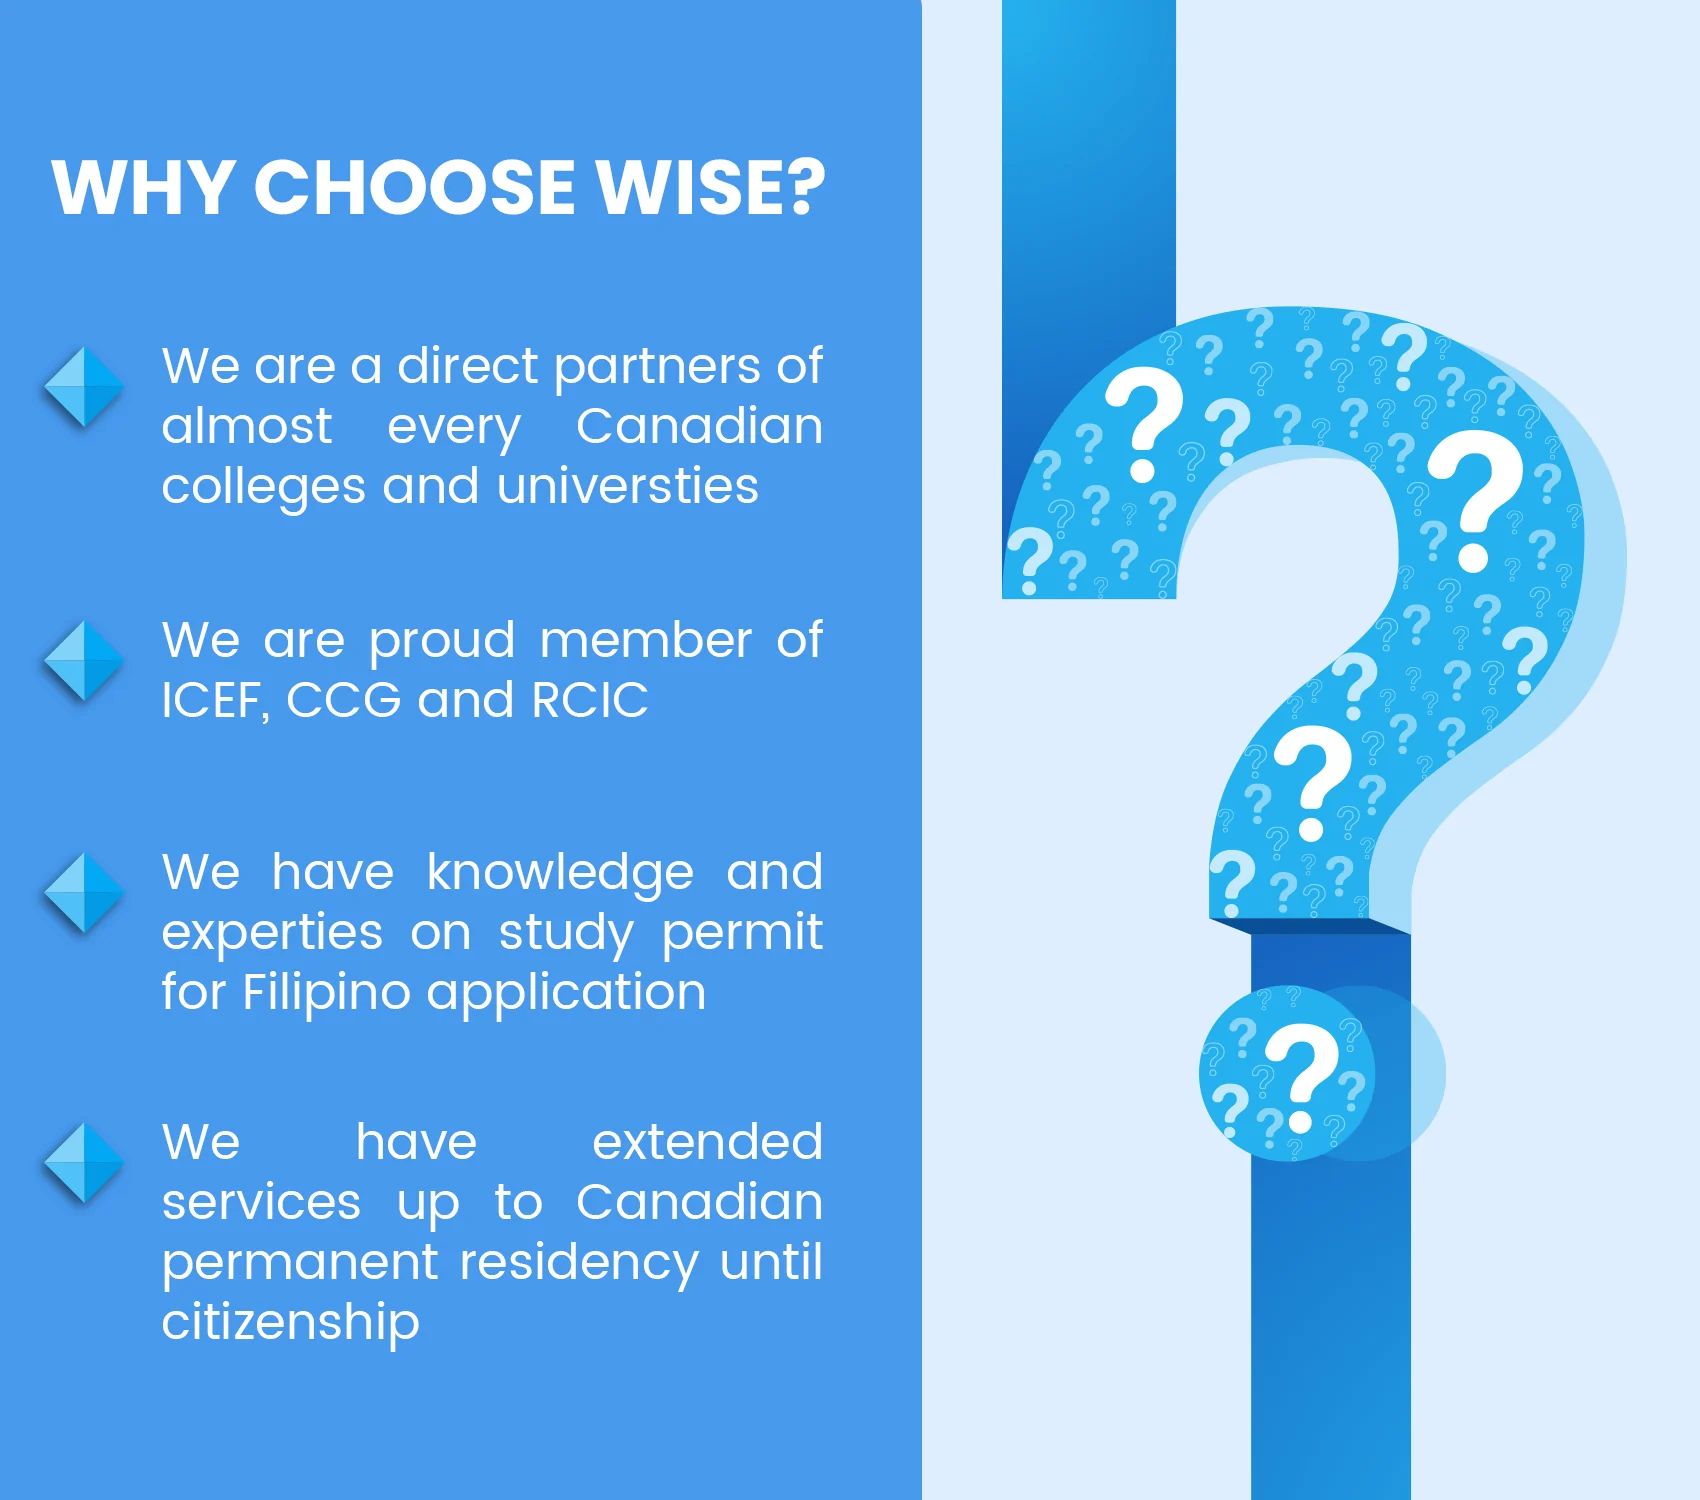 WHY CHOOSE WISE?
We are a direct partners of
almost every Canadian
colleges and universties
We are proud member of
ICEF, CCG and RCIC
We have knowledge and
experties on study permit
for Filipino application
We have extended
services up to Canadian
permanent residency until
citizenship